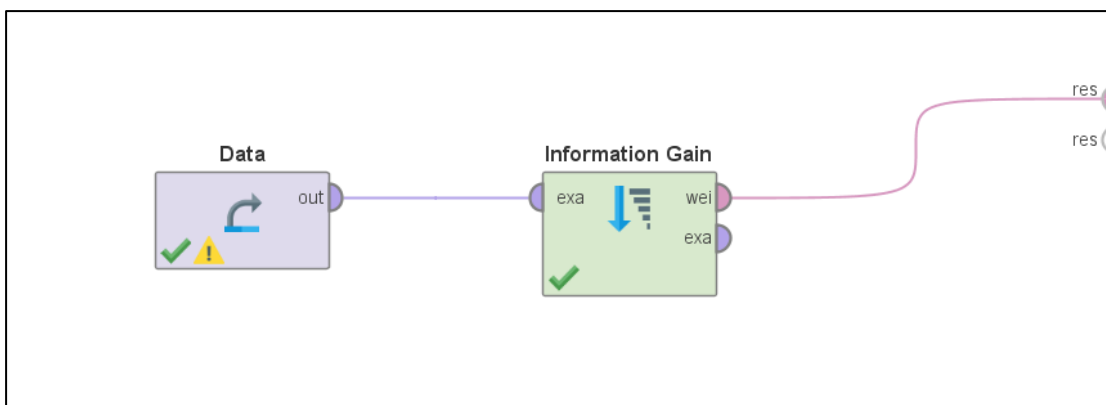 res
res
Data
Information Gain
out
exa
wei
exa